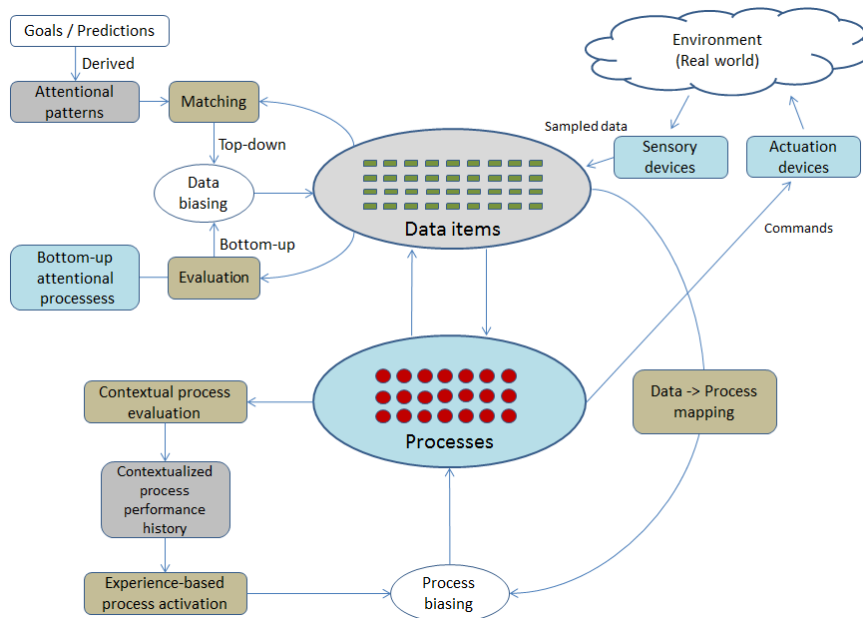 Goals / Predictions
Derived
Attentional
patterns
Matching
Top-down
Data
biasing
Bottom-up
Bottom-up
attentional
processess
Evaluation
Data items
Environment
(Real world)
Sampled data
Sensory
devices
Actuation
devices
Commands
Data -> Process
mapping
Processes
Contextual process
evaluation
Contextualized
process
performance
history
Experience-based
process activation
Process
biasing